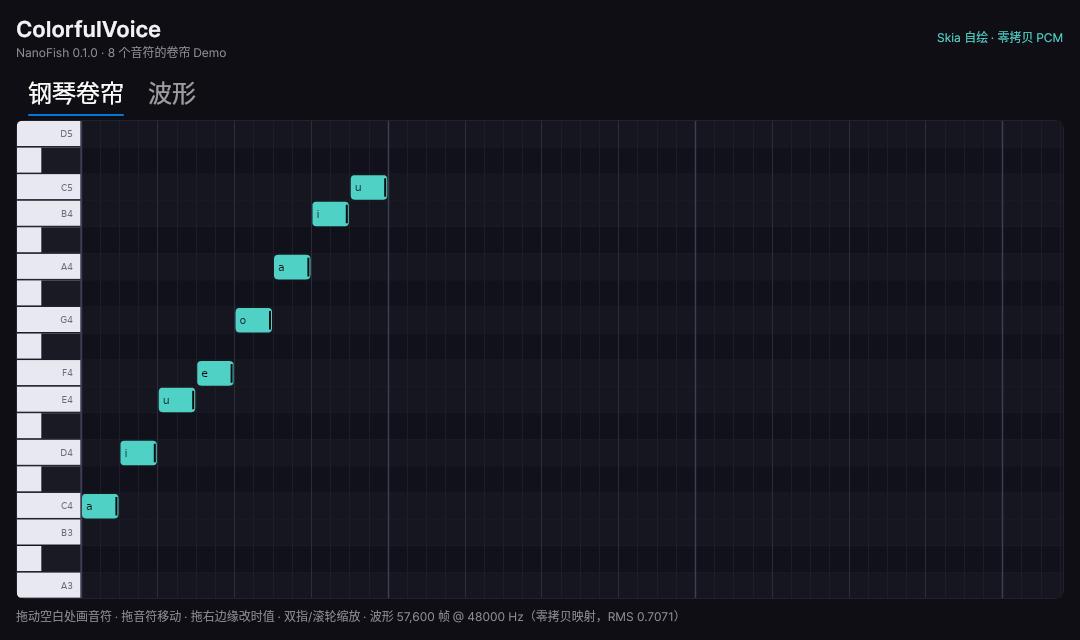 ColorfulVoice
NanoFish 0.1.0 · 8 个音符的卷帘 Demo
Skia 自绘 · 零拷贝 PCM
钢琴卷帘 波形
D5
C5 u
B4 i
A4 a
G4 o
F4 e
E4 u
D4 i
C4 a
B3
A3
拖动空白处画音符 · 拖音符移动 · 拖右边缘改时值 · 双指/滚轮缩放 · 波形 57,600 帧 @ 48000 Hz（零拷贝映射，RMS 0.7071）